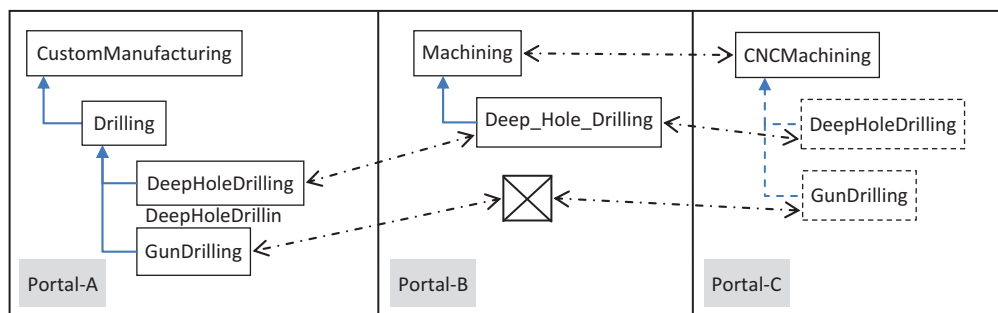 CustomManufacturing
Drilling
DeepHoleDrilling
DeepHoleDrillin
GunDrilling
Portal-A
Machining
Deep_Hole_Drilling
Portal-B
CNCMachining
DeepHoleDrilling
GunDrilling
Portal-C